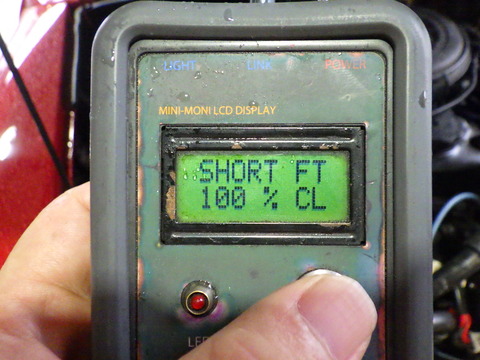 LIGHT LINK POWER
MINI-MONI LCD DISPLAY
SHORT FT
100 % CL